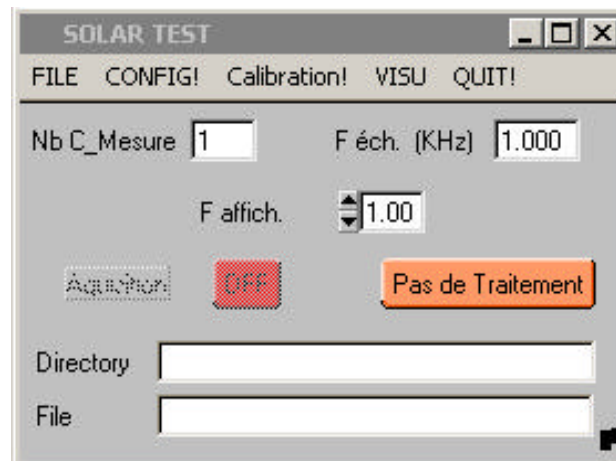 SOLAR TEST
FILE CONFIG! Calibration! VISU QUIT!
Nb C_Mesure 1 F éch. (KHz) 1.000
F affich. 1.00
Aquisition OFF Pas de Traitement
Directory
File